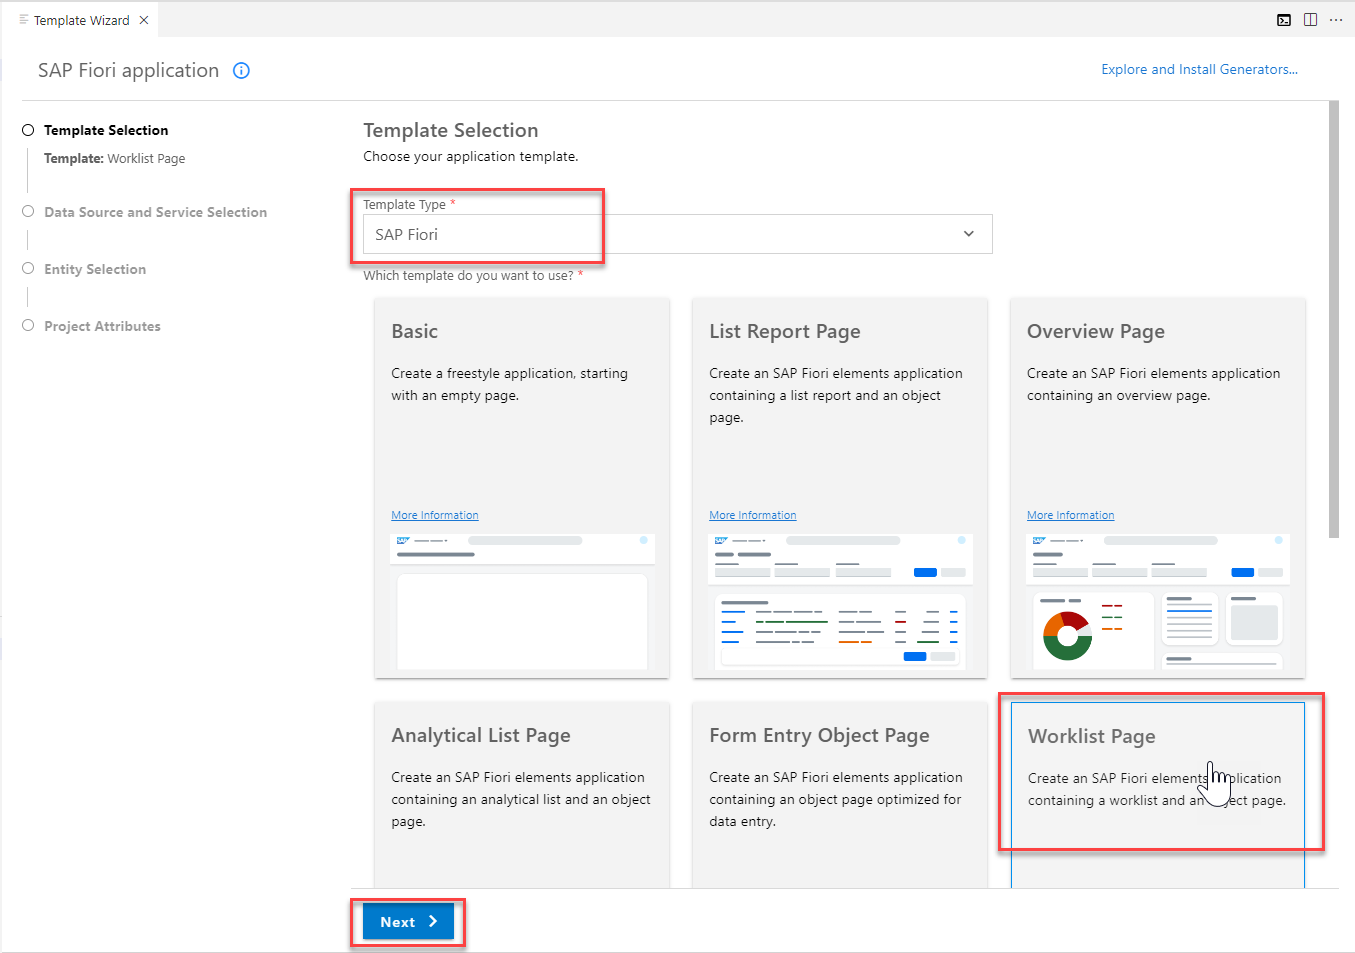 Template Wizard
SAP Fiori application
Explore and Install Generators...
Template Selection
Template: Worklist Page
Data Source and Service Selection
Entity Selection
Project Attributes
Template Selection
Choose your application template.
Template Type *
SAP Fiori
Which template do you want to use? *
Basic
Create a freestyle application, starting
with an empty page.
More Information
SAP
List Report Page
Create an SAP Fiori elements application
containing a list report and an object
page.
More Information
SAP
Overview Page
Create an SAP Fiori elements application
containing an overview page.
More Information
SAP
Analytical List Page
Create an SAP Fiori elements application
containing an analytical list and an object
page.
Form Entry Object Page
Create an SAP Fiori elements application
containing an object page optimized for
data entry.
Worklist Page
Create an SAP Fiori elements application
containing a worklist and an object page.
Next